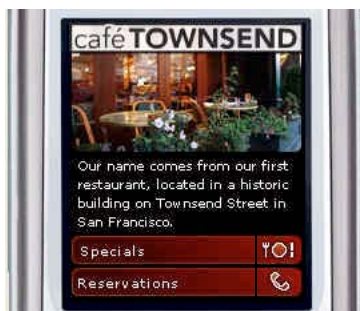 café TOWNSEND
Our name comes from our first
restaurant, located in a historic
building on Townsend Street in
San Francisco.
Specials
Reservations